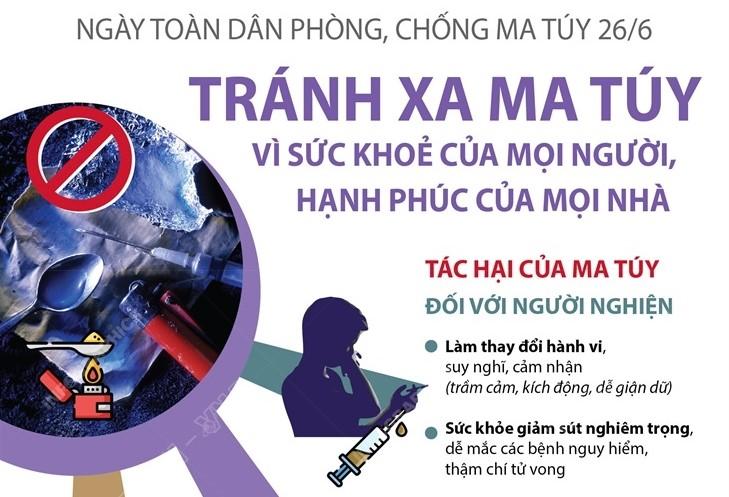 NGÀY TOÀN DÂN PHÒNG, CHỐNG MA TÚY 26/6
TRÁNH XA MA TÚY
VÌ SỨC KHOẺ CỦA MỌI NGƯỜI,
HẠNH PHÚC CỦA MỌI NHÀ
TÁC HẠI CỦA MA TÚY
ĐỐI VỚI NGƯỜI NGHIỆN
Làm thay đổi hành vi,
suy nghĩ, cảm nhận
(trầm cảm, kích động, dễ giận dữ)
Sức khỏe giảm sút nghiêm trọng,
dễ mắc các bệnh nguy hiểm,
thậm chí tử vong